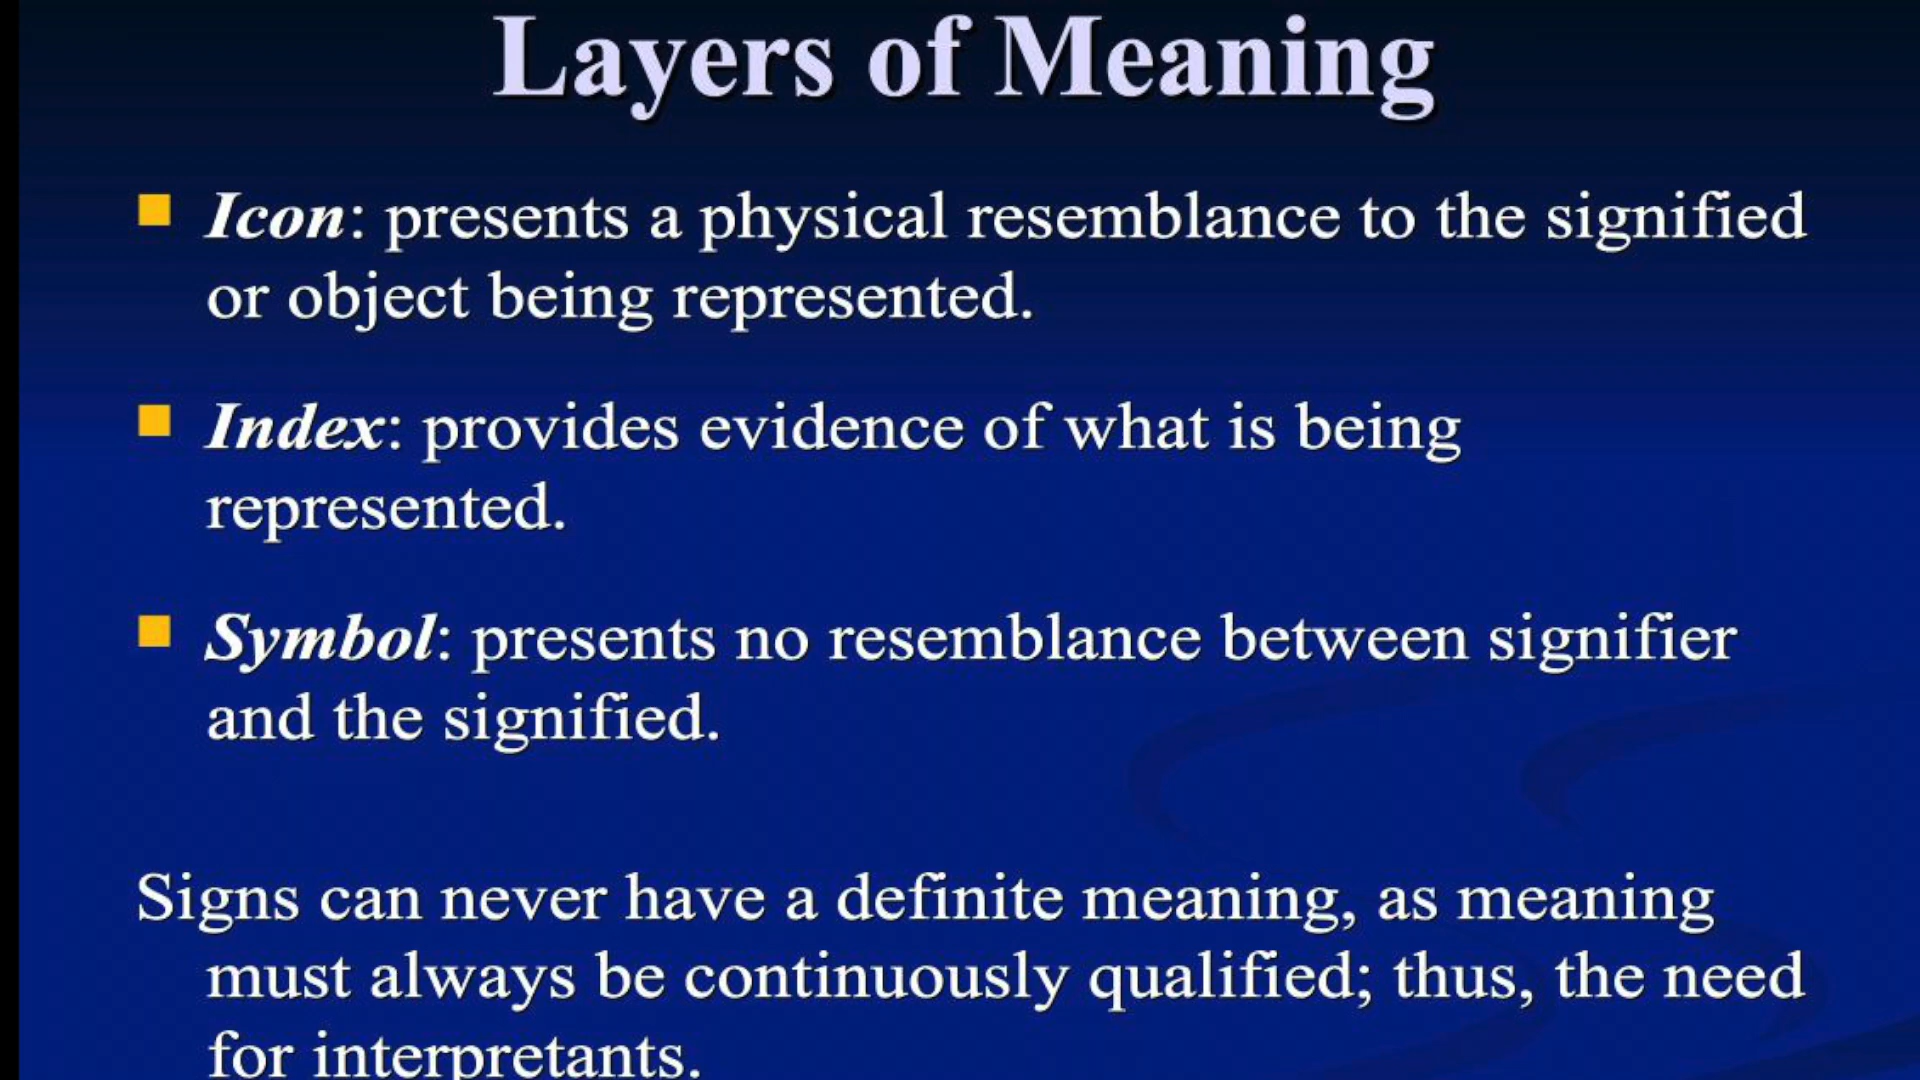 Layers of Meaning
Icon: presents a physical resemblance to the signified
or object being represented.
Index: provides evidence of what is being
represented.
Symbol: presents no resemblance between signifier
and the signified.
Signs can never have a definite meaning, as meaning
must always be continuously qualified; thus, the need
for interpretants.